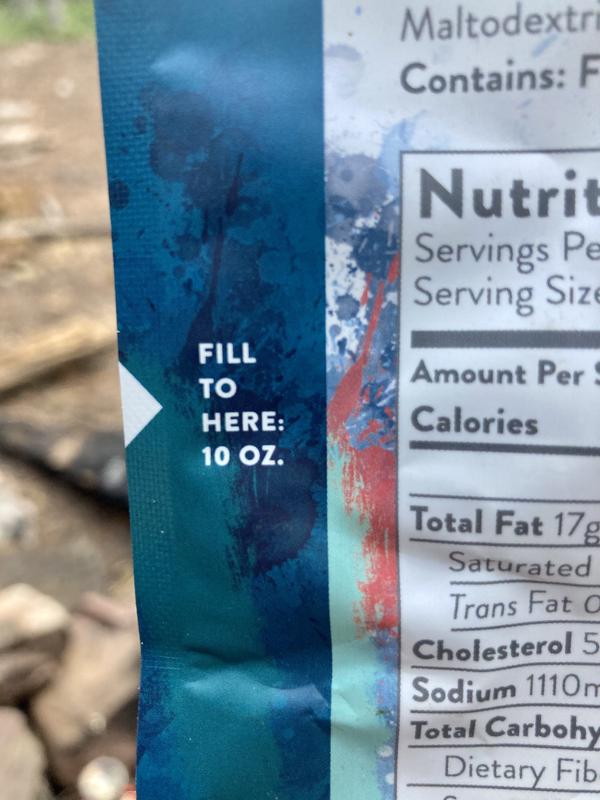 Maltodextri
Contains: F
Nutrit
Servings Pe
Serving Size
Amount Per S
Calories
Total Fat 17g
Saturated
Trans Fat 0
Cholesterol 5
Sodium 1110m
Total Carbohy
Dietary Fib
FILL
TO
HERE:
10 OZ.